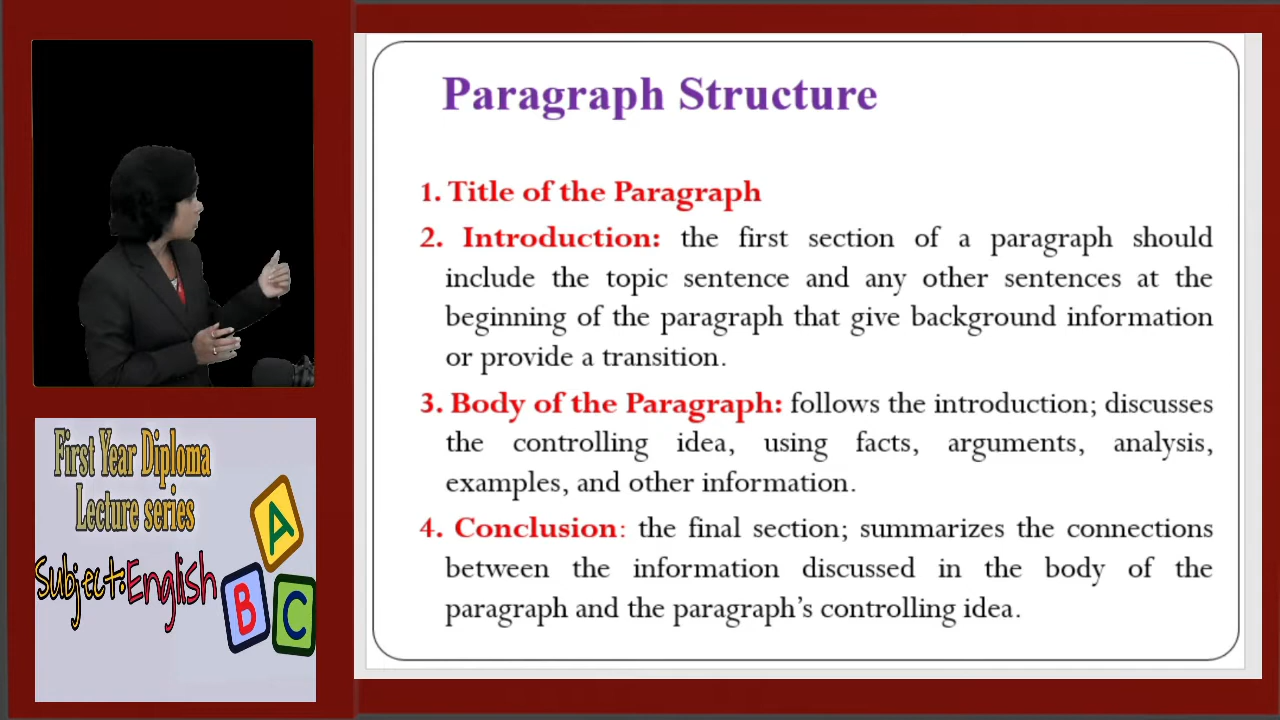 Paragraph Structure
1. Title of the Paragraph
2. Introduction: the first section of a paragraph should
include the topic sentence and any other sentences at the
beginning of the paragraph that give background information
or provide a transition.
3. Body of the Paragraph: follows the introduction; discusses
the controlling idea, using facts, arguments, analysis,
examples, and other information.
4. Conclusion: the final section; summarizes the connections
between the information discussed in the body of the
paragraph and the paragraph's controlling idea.
First Year Diploma
Lecture series
Subject:English
A
B
C